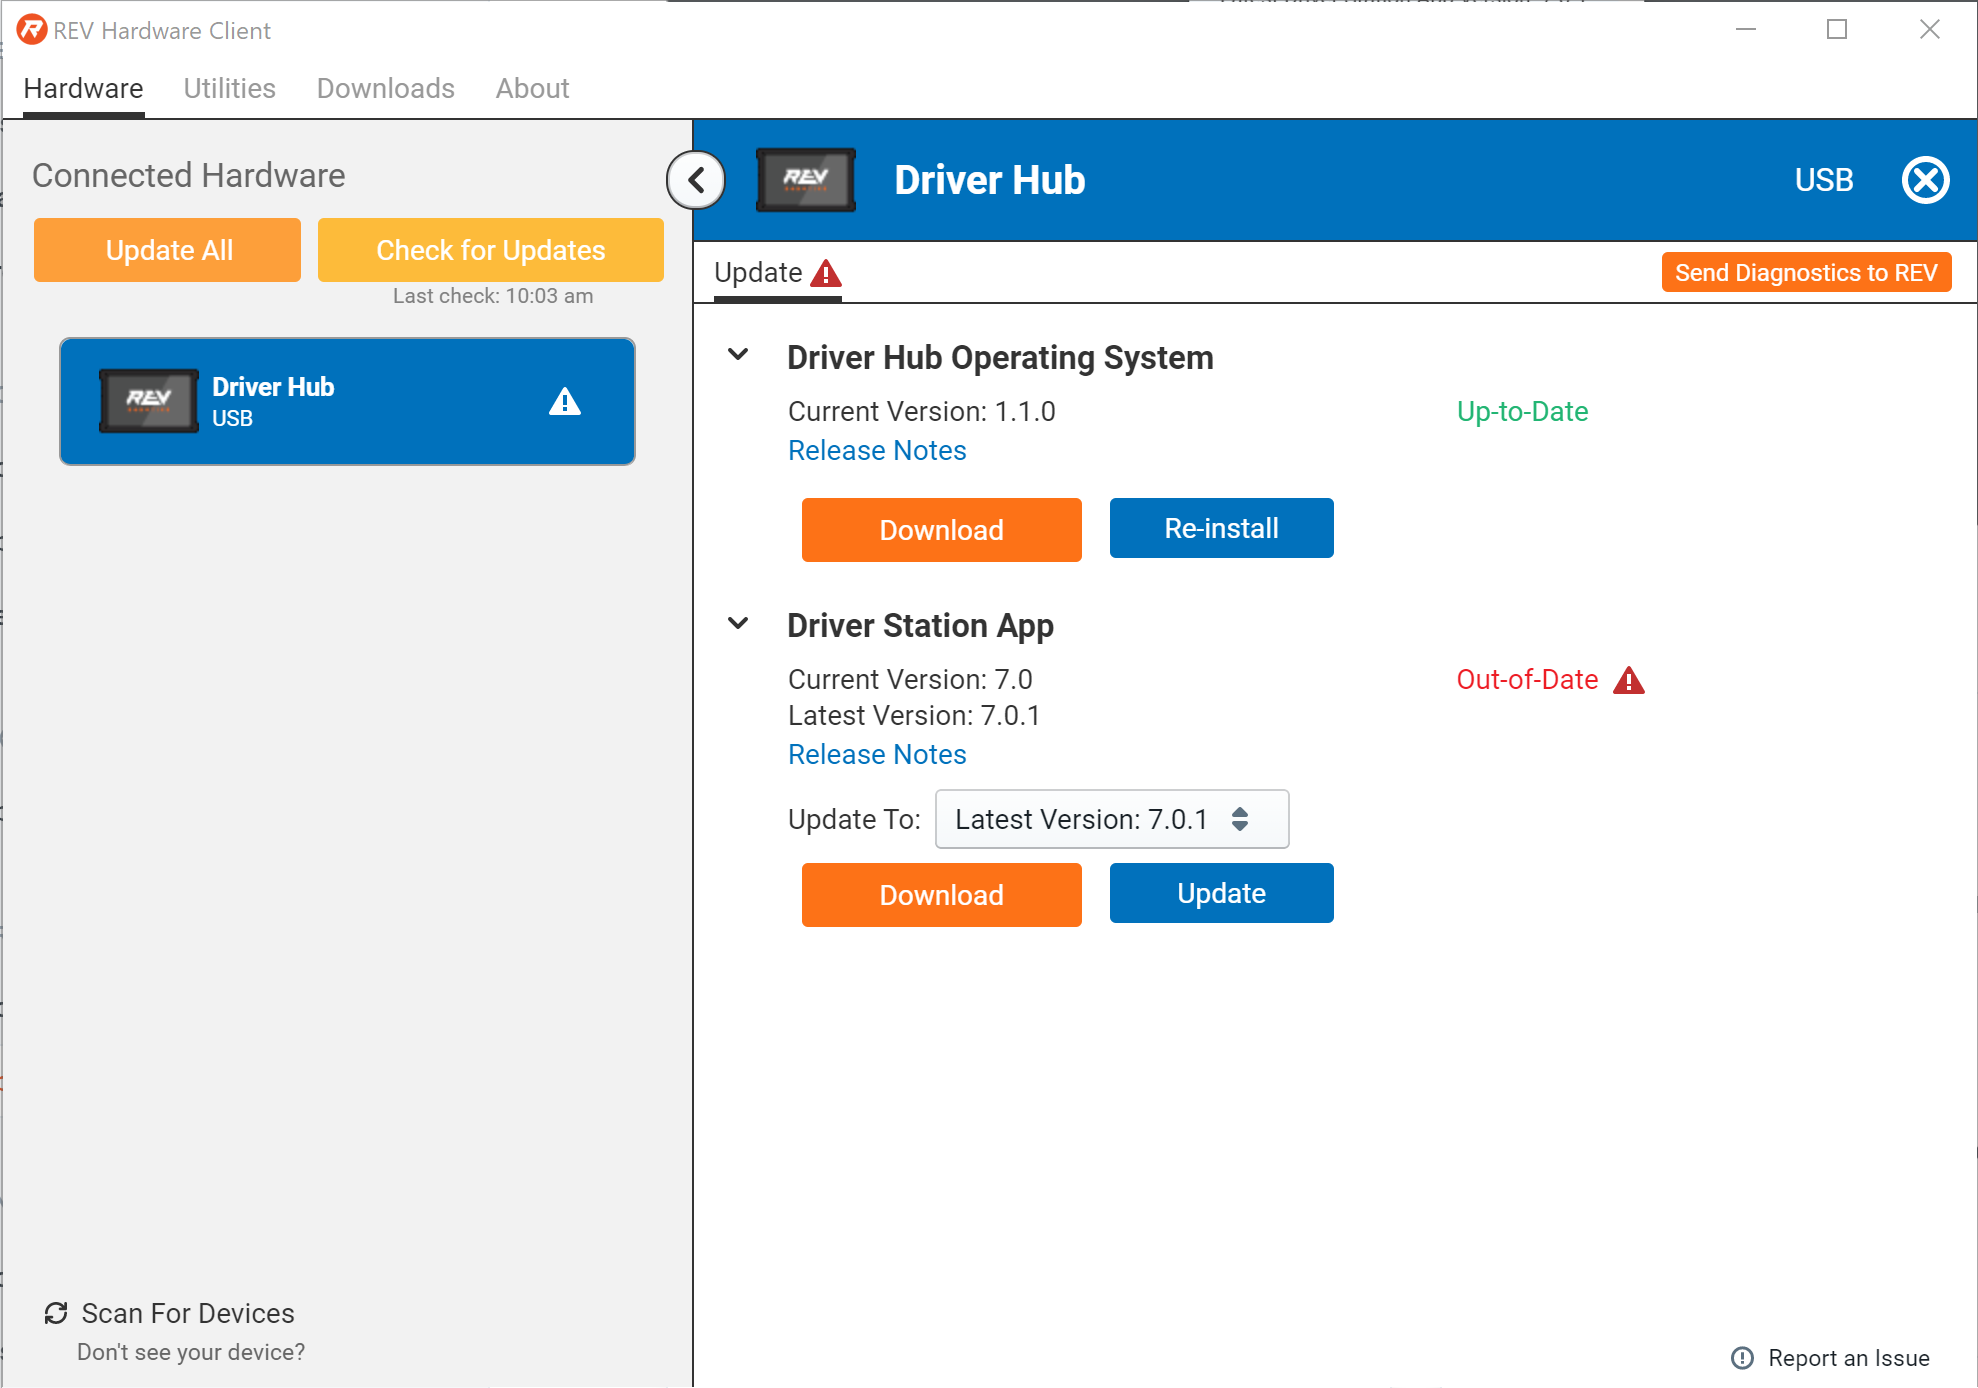 REV Hardware Client
Hardware Utilities Downloads About
Connected Hardware
Update All
Check for Updates
Last check: 10:03 am
REV
Driver Hub
USB
REV
Driver Hub
USB
Update
Send Diagnostics to REV
Driver Hub Operating System
Current Version: 1.1.0
Up-to-Date
Release Notes
Download
Re-install
Driver Station App
Current Version: 7.0
Out-of-Date
Latest Version: 7.0.1
Release Notes
Update To: Latest Version: 7.0.1
Download
Update
Scan For Devices
Don't see your device?
Report an Issue